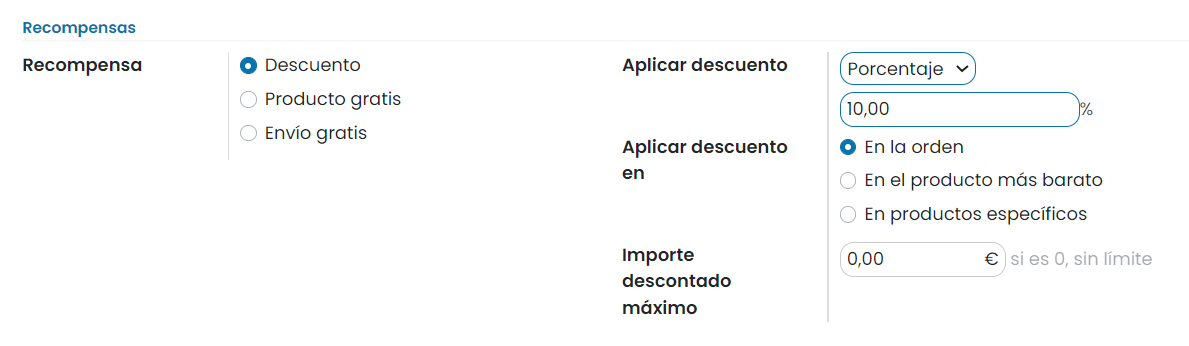 Recompensas
Recompensa
Descuento
Producto gratis
Envío gratis
Aplicar descuento
Porcentaje
10,00 %
Aplicar descuento
en
En la orden
En el producto más barato
En productos específicos
Importe
descontado
máximo
0,00 € si es 0, sin límite